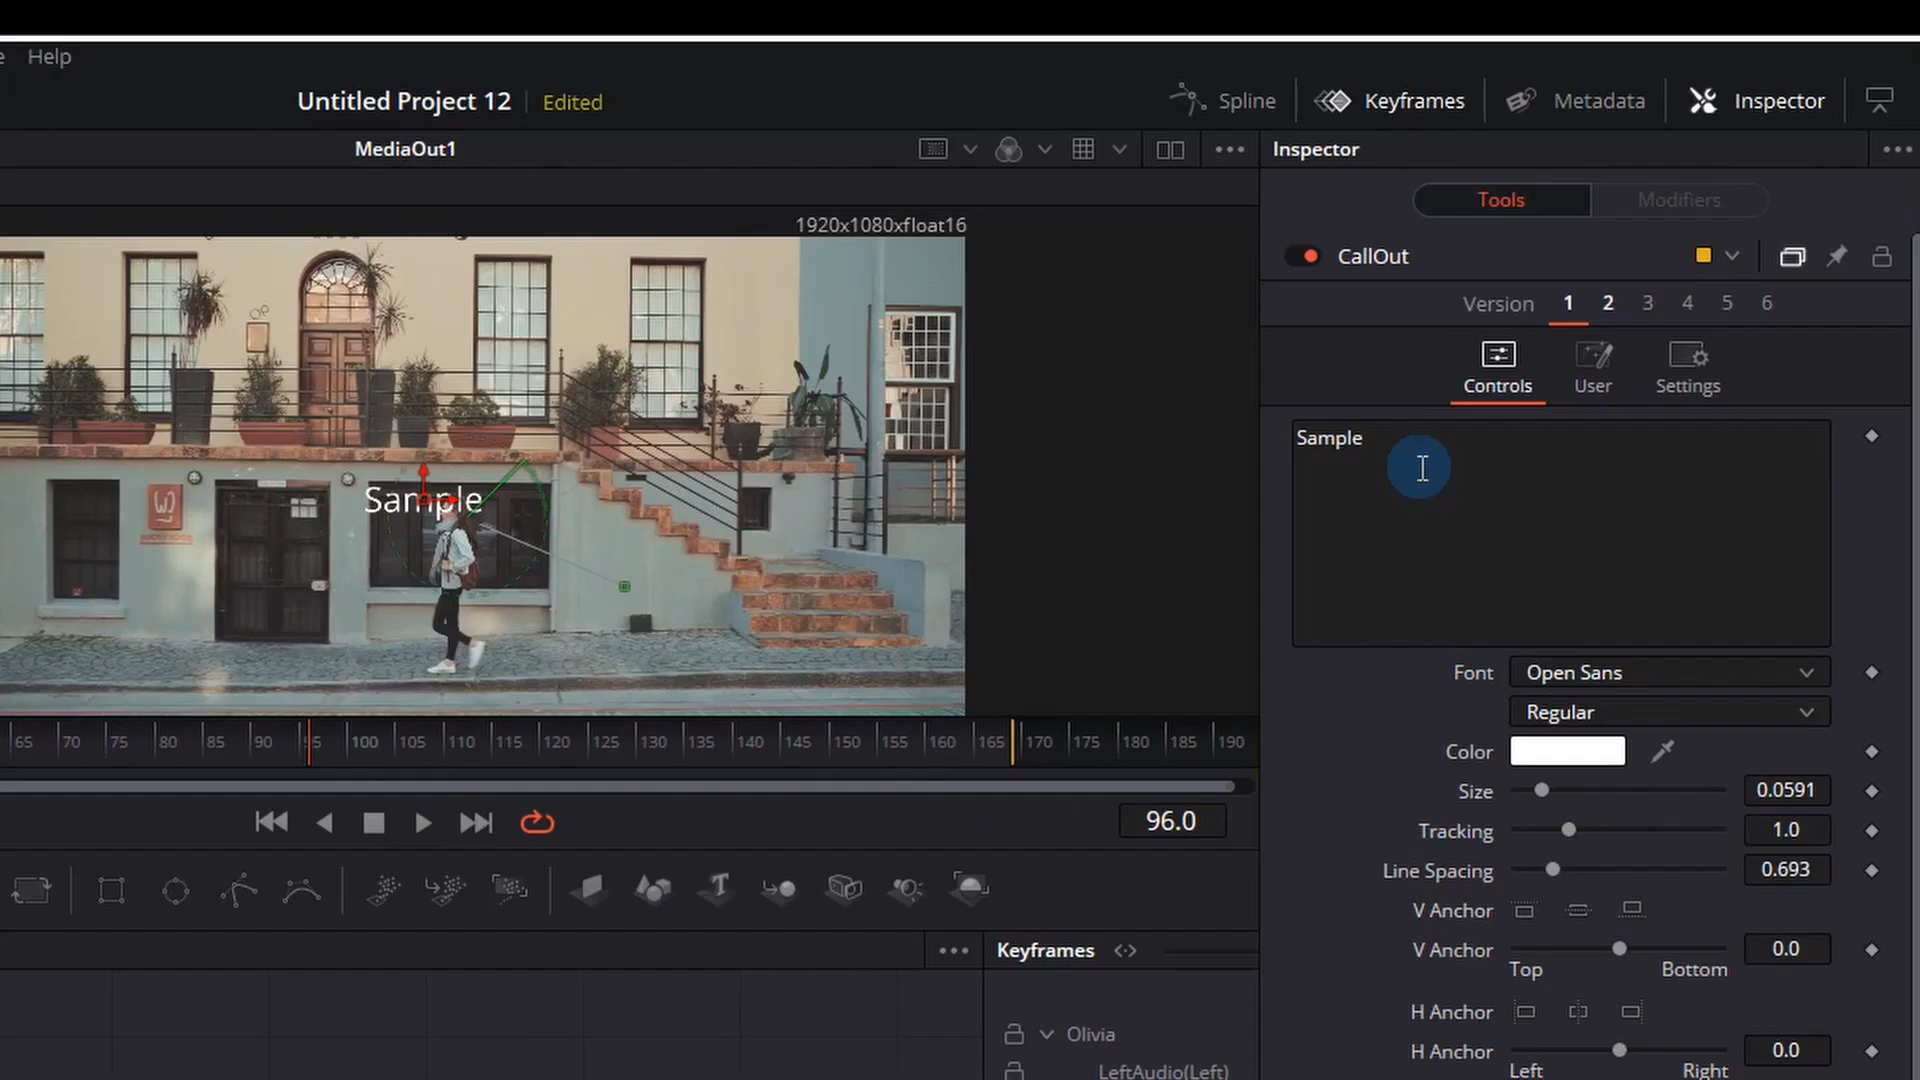 Help
Untitled Project 12 Edited
Spline Keyframes Metadata Inspector
MediaOut1
Inspector
1920x1080xfloat16
Tools Modifiers
CallOut
Version 1 2 3 4 5 6
Controls User Settings
Sample
Sample
Font Open Sans
Regular
65 70 75 80 85 90 95 100 105 110 115 120 125 130 135 140 145 150 155 160 165 170 175 180 185 190
Color
Size 0.0591
96.0
Tracking 1.0
Line Spacing 0.693
V Anchor
V Anchor 0.0
Top Bottom
Keyframes
H Anchor
Olivia
H Anchor 0.0
Left Right
LeftAudio(Left)